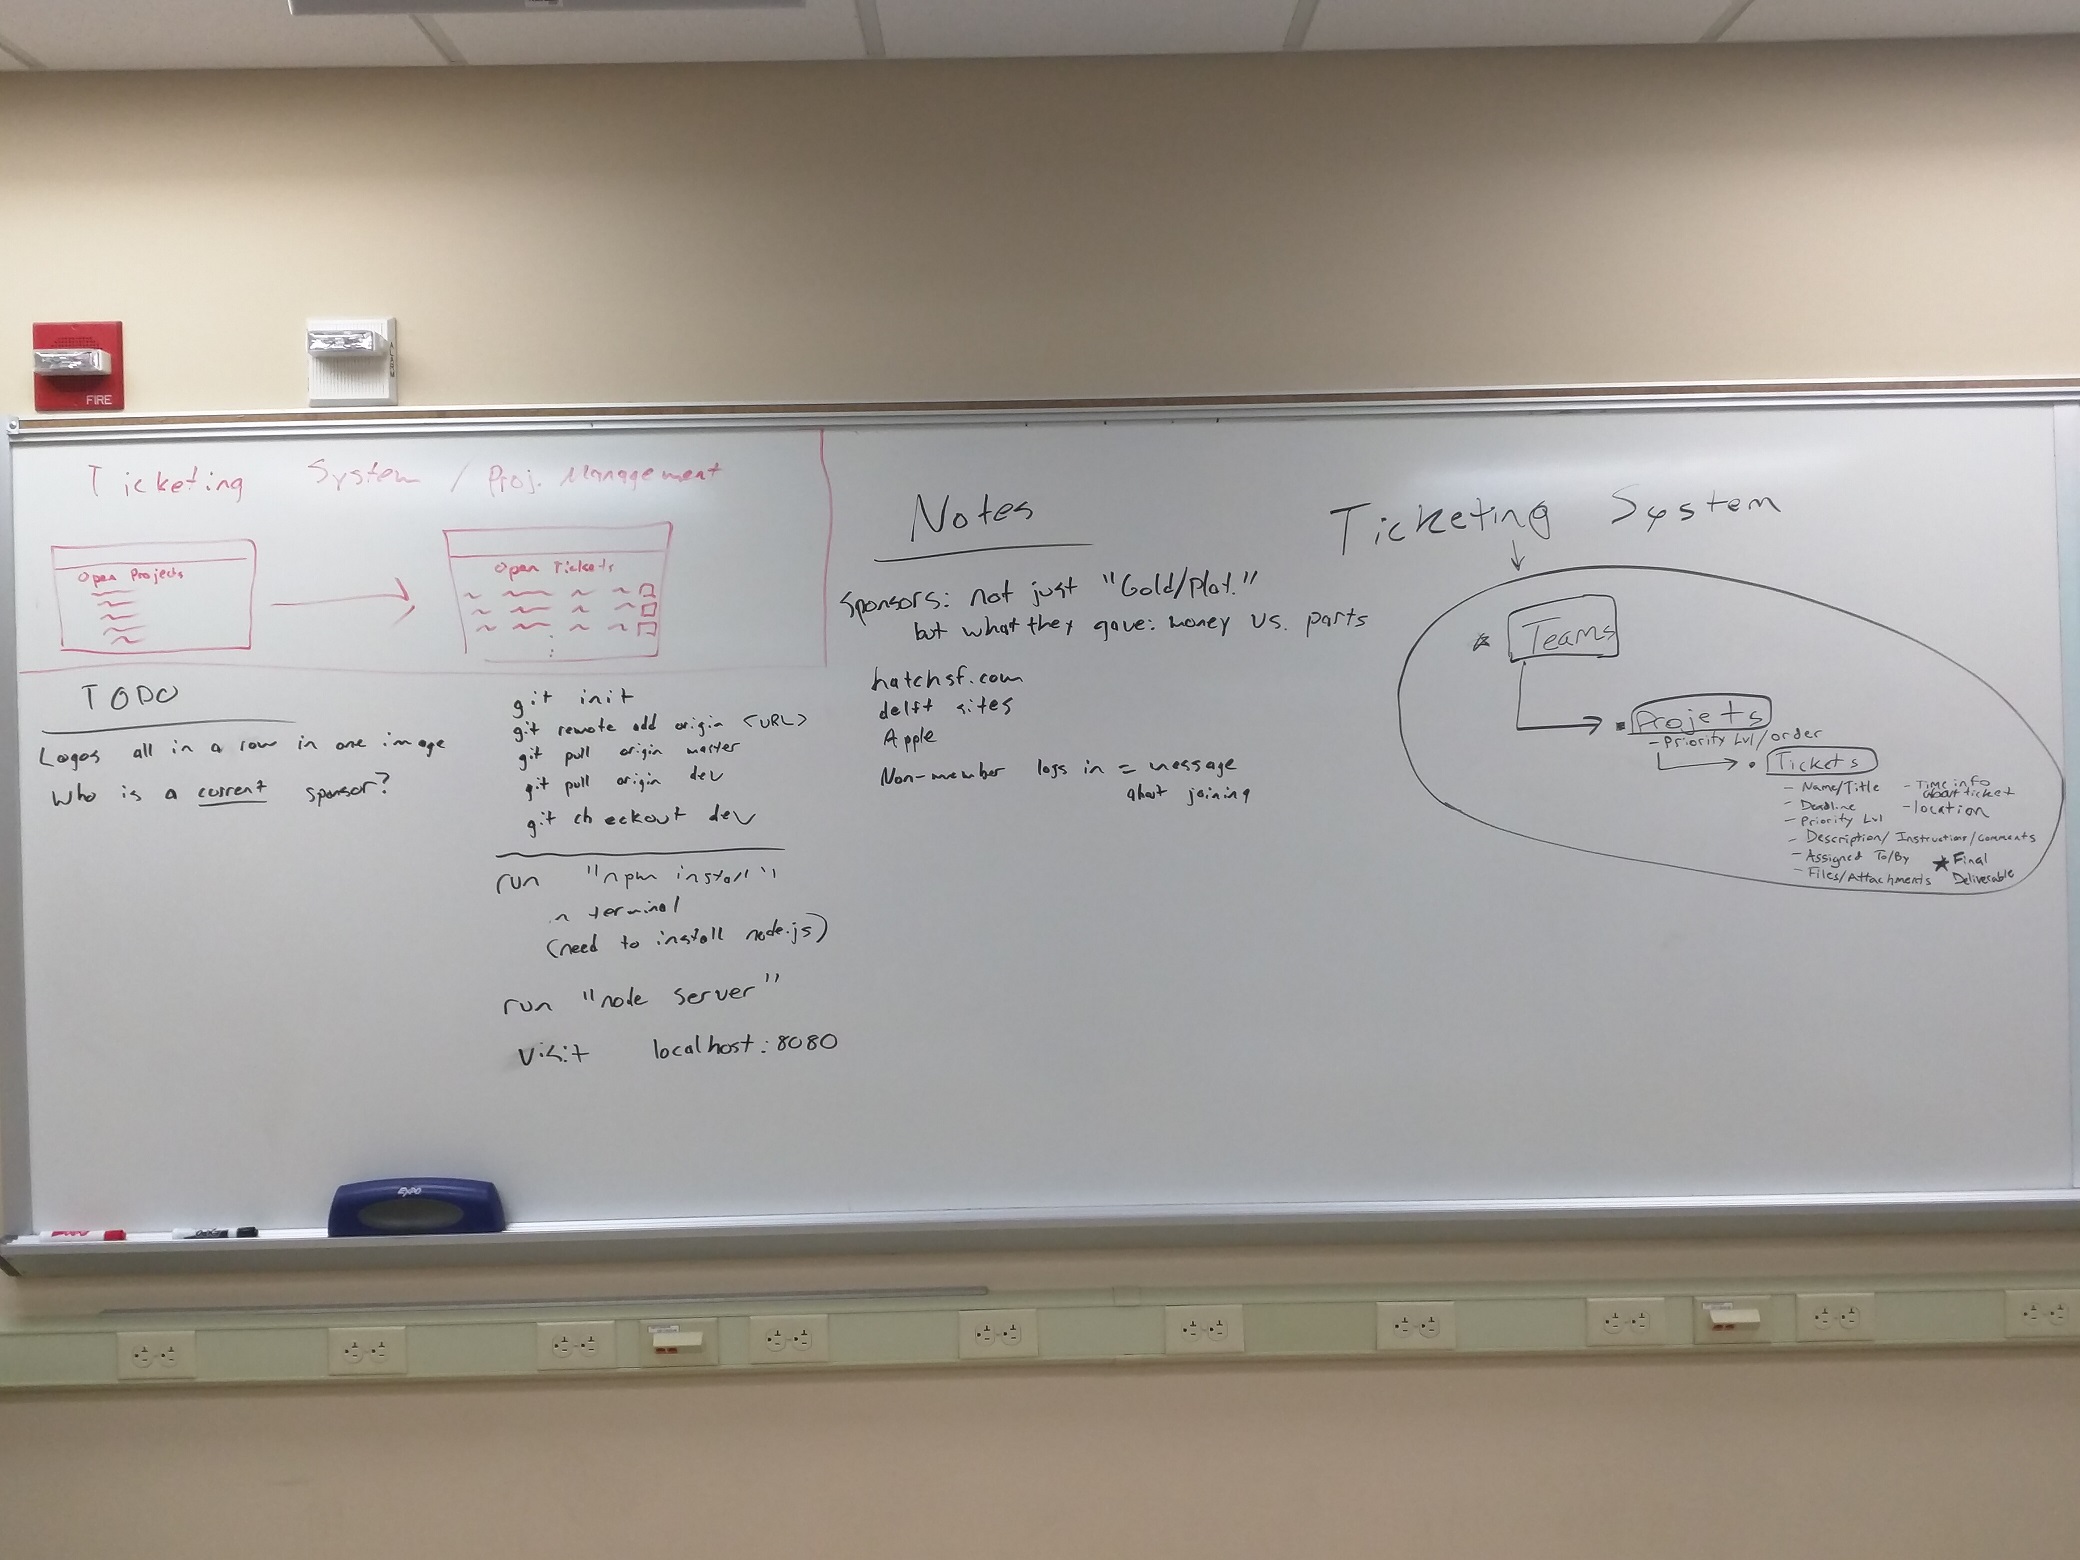 FIRE
ALARM
Ticketing System / Proj. Management
Open Projects
Open Tickets
TODO
Logos all in a row in one image
Who is a current sponsor?
git init
git remote add origin <URL>
git pull origin master
git pull origin dev
git checkout dev
run "npm install"
in terminal
(need to install node.js)
run "node server"
visit localhost:8080
Notes
Sponsors: not just "Gold/Plat."
but what they gave: money vs. parts
hatchsf.com
delft sites
Apple
Non-member logs in = message
about joining
Ticketing System
Teams
Projets
- Priority Lvl/order
Tickets
- Name/Title
- Deadline
- Priority Lvl
- Description/Instructions/comments
- Assigned To/By
- Files/Attachments
- Time info
about ticket
- location
★ Final
Deliverable
EXPO
EXPO